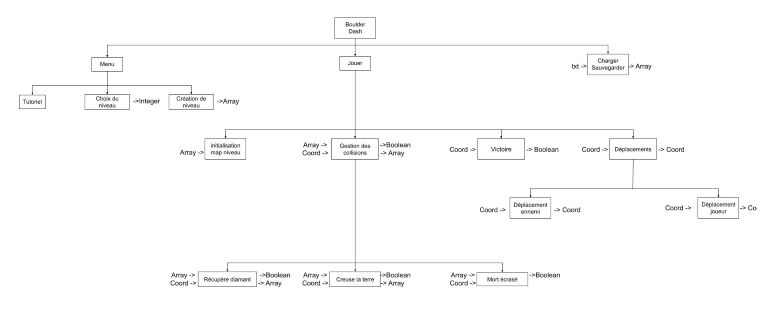 Boulder
Dash
Menu
Jouer
txt ->
Charger
Sauvegarder
-> Array
Tutoriel
Choix du
niveau
->Integer
Création de
niveau
->Array
Array ->
initialisation
map niveau
Array ->
Coord ->
Gestion des
collisions
->Boolean
-> Array
Coord ->
Victoire
-> Boolean
Coord ->
Déplacements
-> Coord
Coord ->
Déplacement
ennemi
-> Coord
Coord ->
Déplacement
joueur
-> Co
Array ->
Coord ->
Récupère diamant
->Boolean
-> Array
Array ->
Coord ->
Creuse la terre
->Boolean
-> Array
Array ->
Coord ->
Mort écrasé
->Boolean